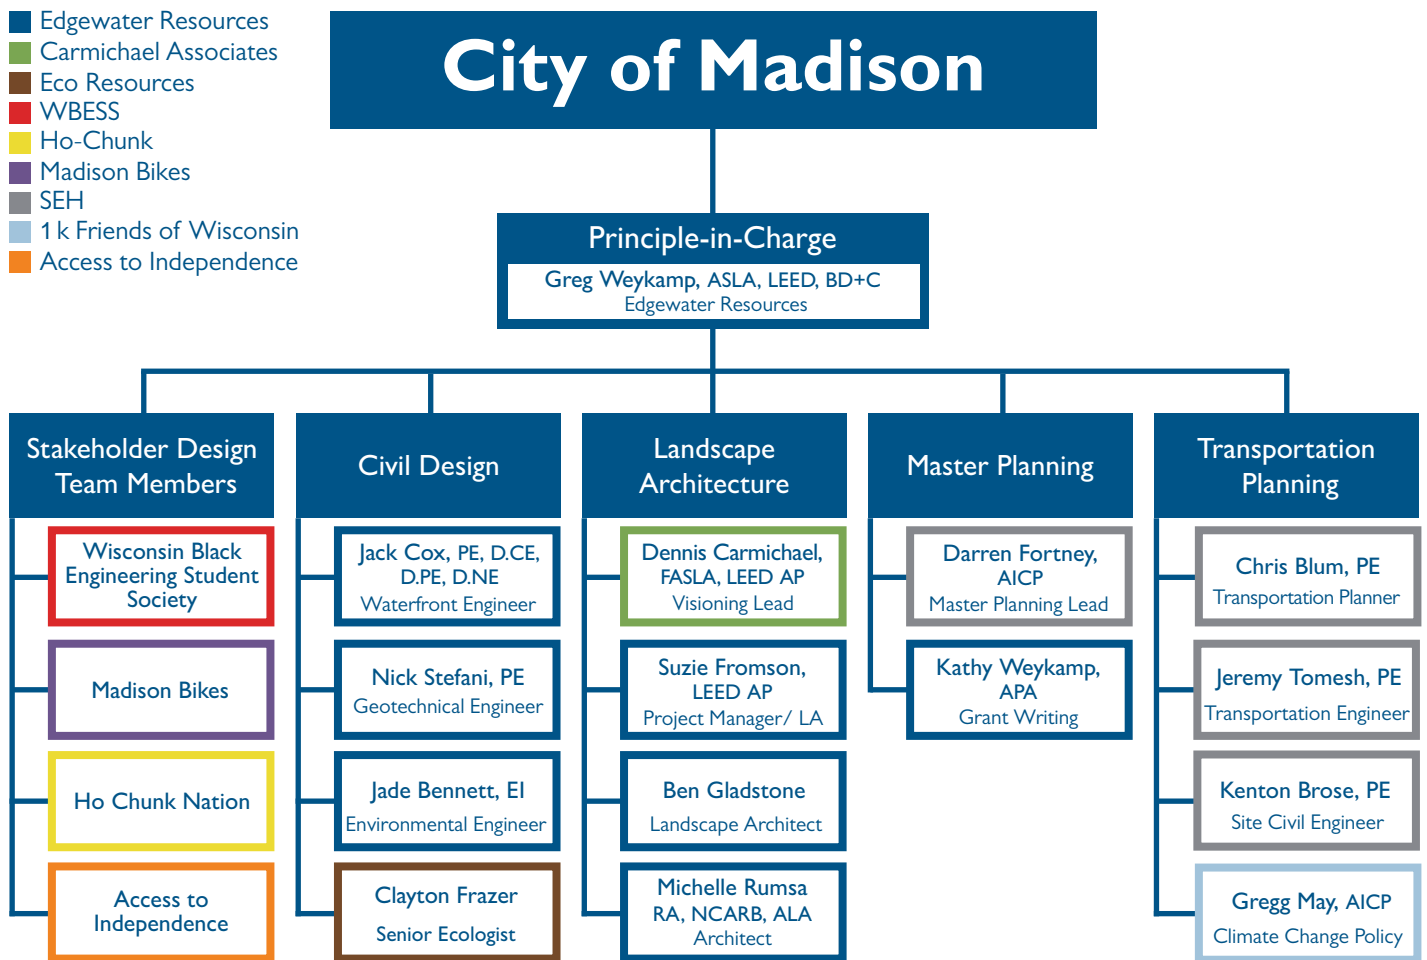 Edgewater Resources
Carmichael Associates
Eco Resources
WBESS
Ho-Chunk
Madison Bikes
SEH
1k Friends of Wisconsin
Access to Independence
City of Madison
Principle-in-Charge
Greg Weykamp, ASLA, LEED, BD+C
Edgewater Resources
Stakeholder Design
Team Members
Wisconsin Black
Engineering Student
Society
Madison Bikes
Ho Chunk Nation
Access to
Independence
Civil Design
Jack Cox, PE, D.CE,
D.PE, D.NE
Waterfront Engineer
Nick Stefani, PE
Geotechnical Engineer
Jade Bennett, EI
Environmental Engineer
Clayton Frazer
Senior Ecologist
Landscape
Architecture
Dennis Carmichael,
FASLA, LEED AP
Visioning Lead
Suzie Fromson,
LEED AP
Project Manager/ LA
Ben Gladstone
Landscape Architect
Michelle Rumsa
RA, NCARB, ALA
Architect
Master Planning
Darren Fortney,
AICP
Master Planning Lead
Kathy Weykamp,
APA
Grant Writing
Transportation
Planning
Chris Blum, PE
Transportation Planner
Jeremy Tomesh, PE
Transportation Engineer
Kenton Brose, PE
Site Civil Engineer
Gregg May, AICP
Climate Change Policy